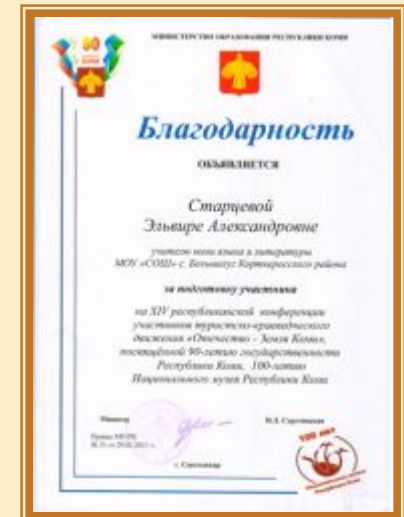 90
МИНИСТЕРСТВО ОБРАЗОВАНИЯ РЕСПУБЛИКИ КОМИ
Благодарность
ОБЪЯВЛЯЕТСЯ
Старцевой
Эльвире Александровне
учителю коми языка и литературы
МОУ «СОШ» с. Большелуг Корткеросского района
за подготовку участника
на XIV республиканской конференции
участников туристско-краеведческого
движения «Отечество - Земля Коми»,
посвящённой 90-летию государственности
Республики Коми, 100-летию
Национального музея Республики Коми
Министр
Приказ
г. Сыктывкар
100 лет